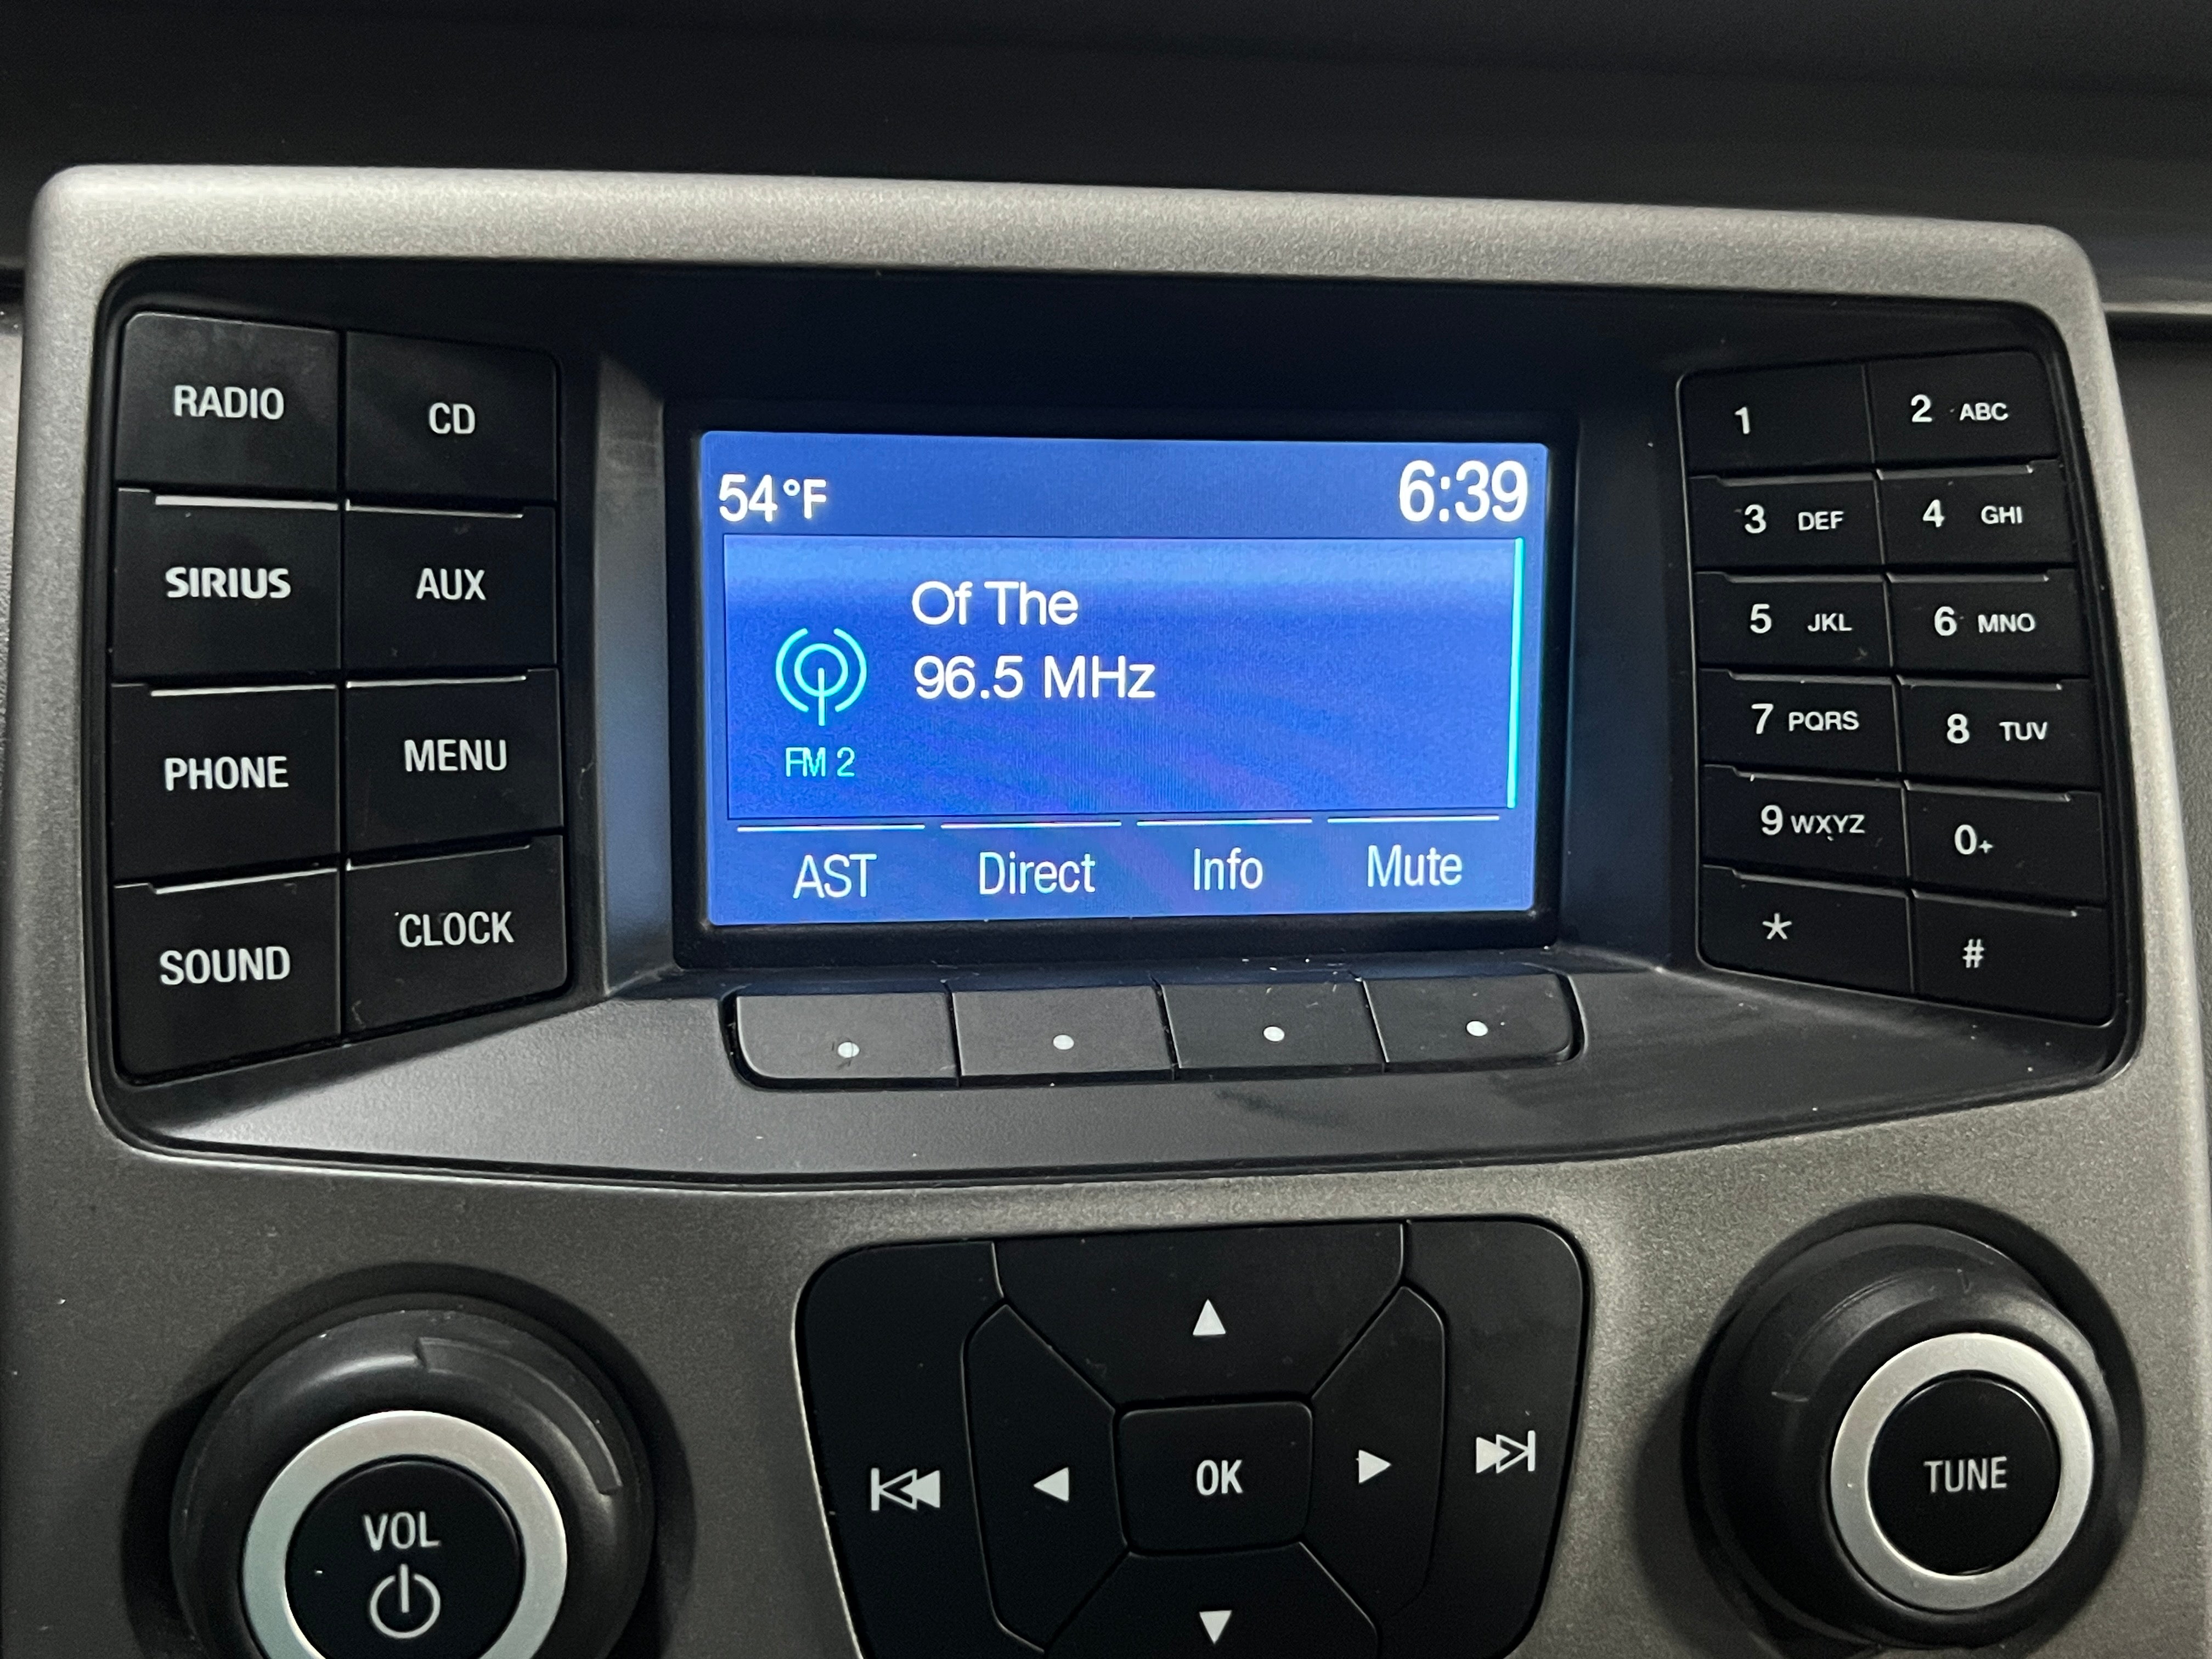 RADIO
CD
SIRIUS
AUX
PHONE
MENU
SOUND
CLOCK
54°F
6:39
Of The
96.5 MHz
FM 2
AST Direct Info Mute
1
2 ABC
3 DEF
4 GHI
5 JKL
6 MNO
7 PQRS
8 TUV
9 WXYZ
0+
*
#
VOL
OK
TUNE